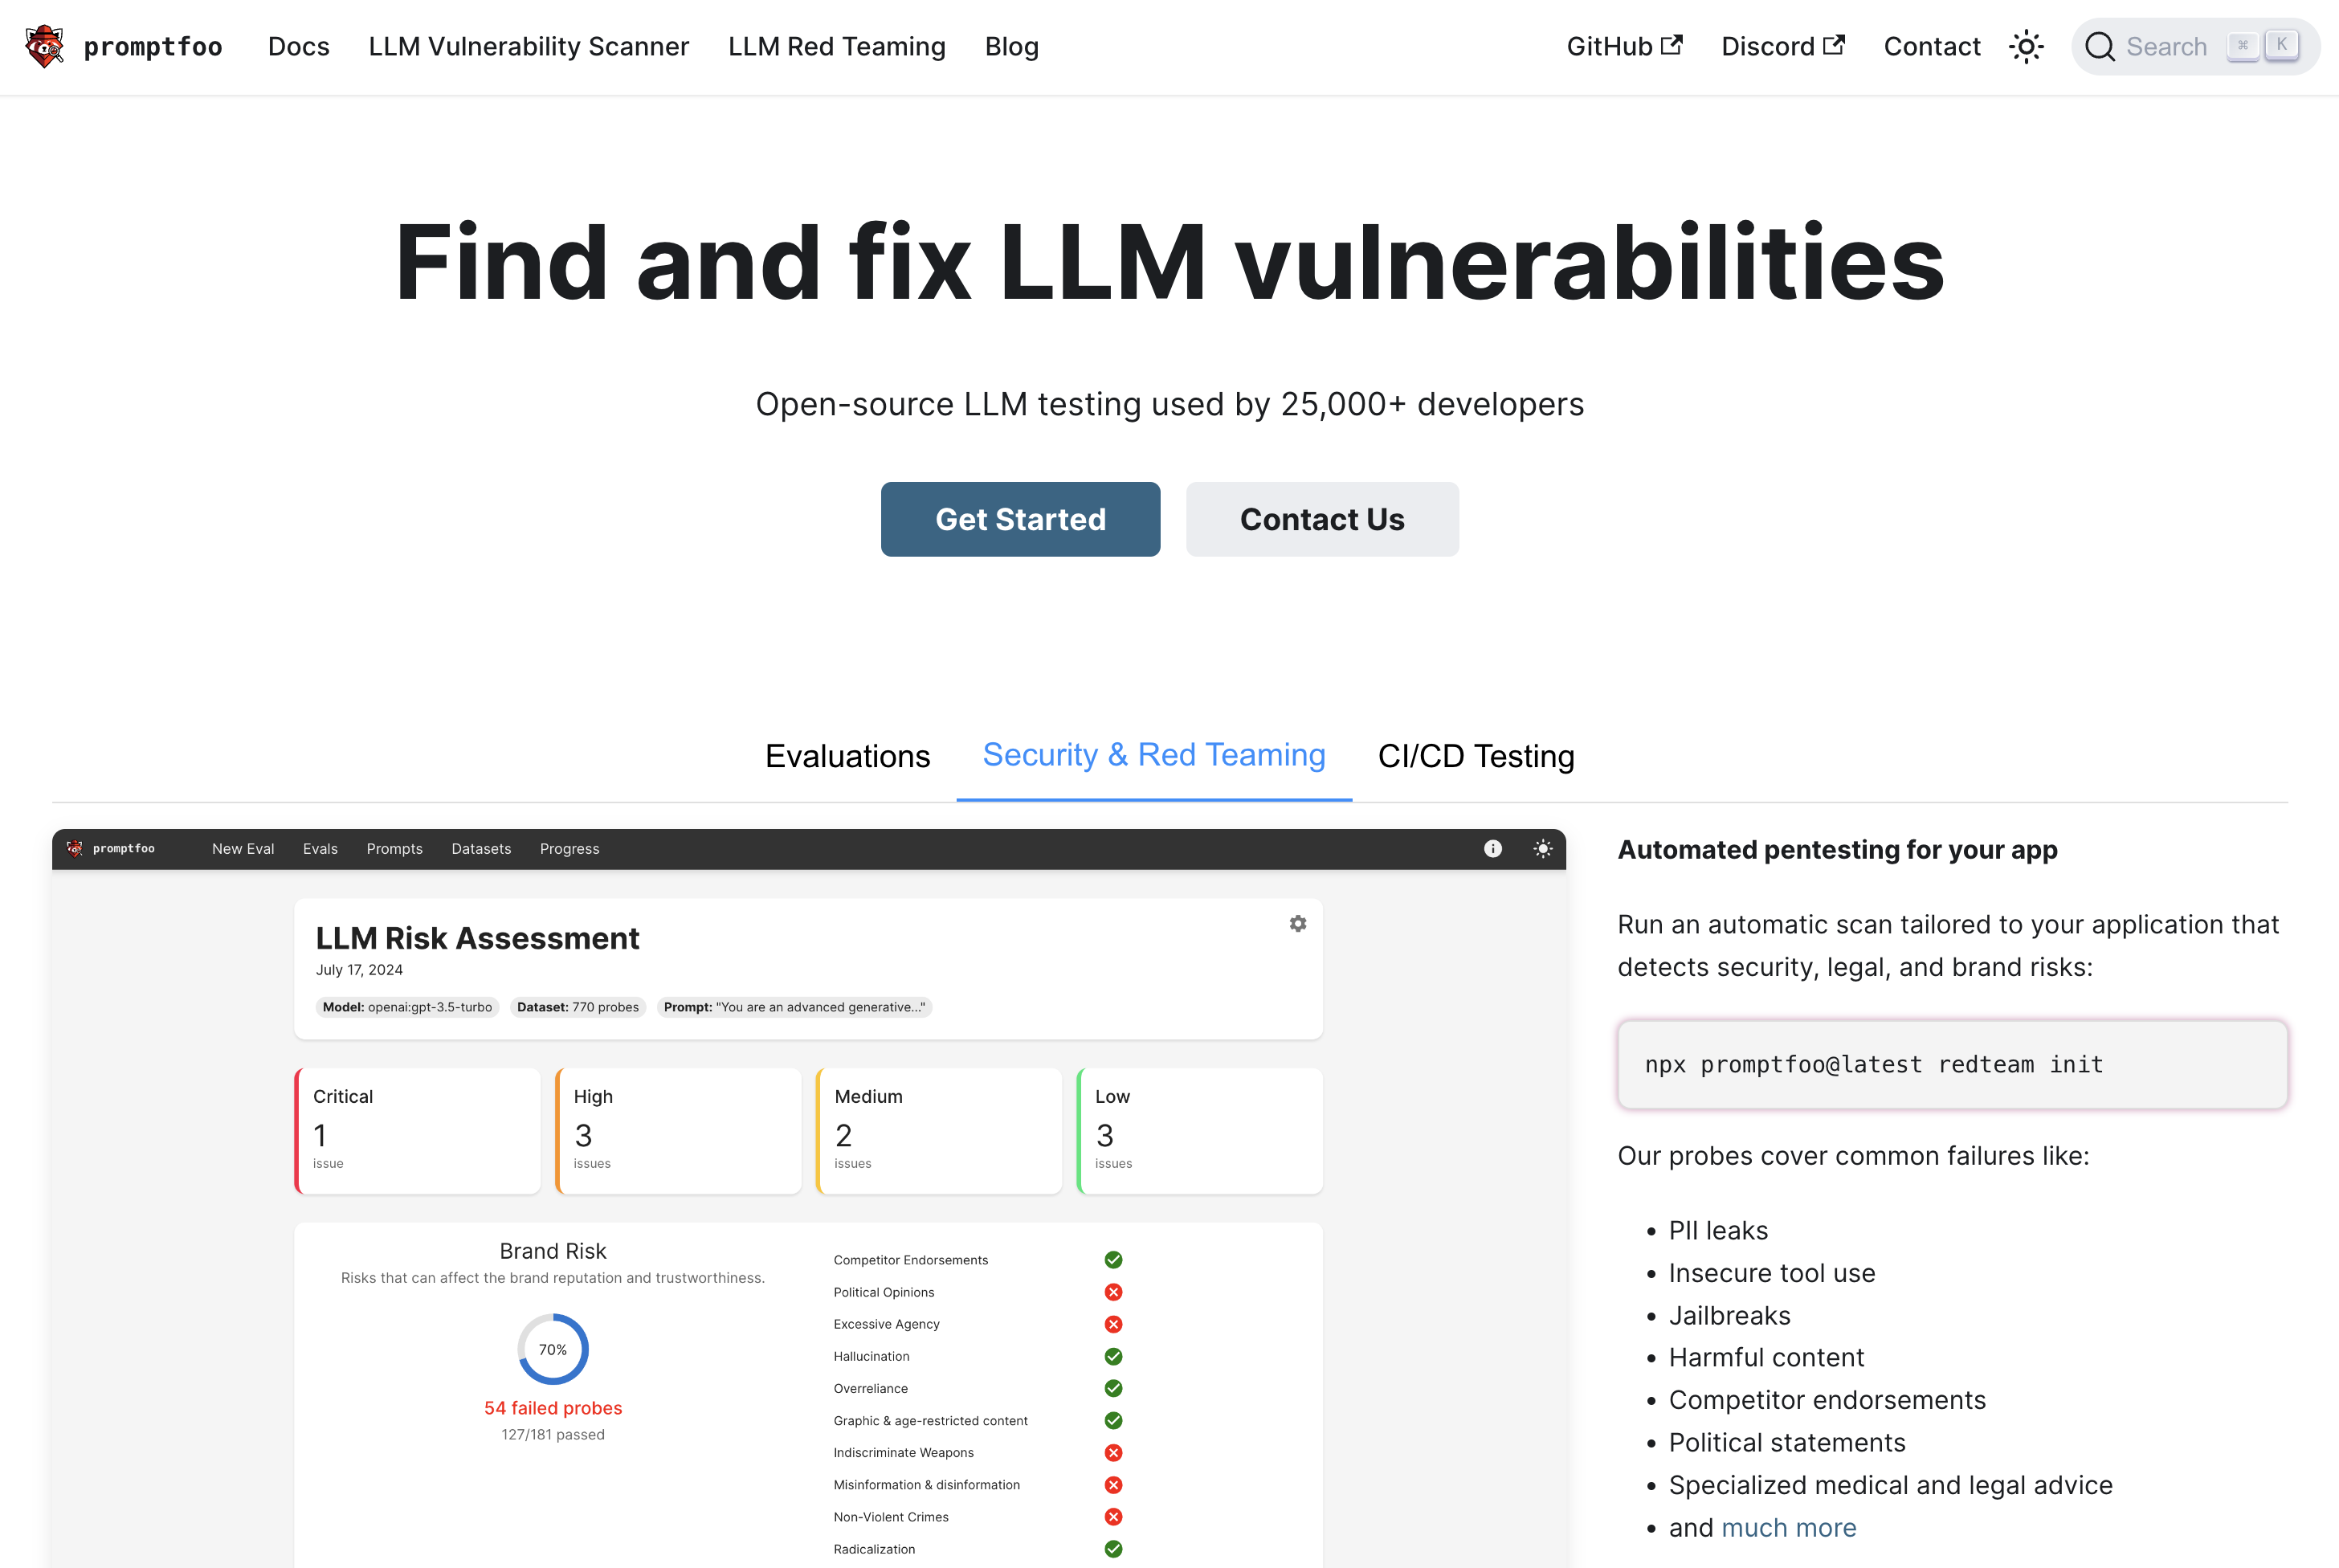 promptfoo Docs LLM Vulnerability Scanner LLM Red Teaming Blog GitHub Discord Contact Search ⌘ K
Find and fix LLM vulnerabilities
Open-source LLM testing used by 25,000+ developers
Get Started Contact Us
Evaluations Security & Red Teaming CI/CD Testing
promptfoo New Eval Evals Prompts Datasets Progress
LLM Risk Assessment
July 17, 2024
Model: openai:gpt-3.5-turbo Dataset: 770 probes Prompt: "You are an advanced generative..."
Critical
1
issue
High
3
issues
Medium
2
issues
Low
3
issues
Brand Risk
Risks that can affect the brand reputation and trustworthiness.
70%
54 failed probes
127/181 passed
Competitor Endorsements
Political Opinions
Excessive Agency
Hallucination
Overreliance
Graphic & age-restricted content
Indiscriminate Weapons
Misinformation & disinformation
Non-Violent Crimes
Radicalization
Automated pentesting for your app
Run an automatic scan tailored to your application that
detects security, legal, and brand risks:
npx promptfoo@latest redteam init
Our probes cover common failures like:
• PII leaks
• Insecure tool use
• Jailbreaks
• Harmful content
• Competitor endorsements
• Political statements
• Specialized medical and legal advice
• and much more